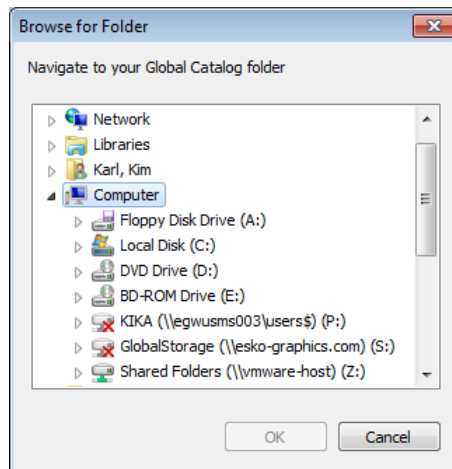 Browse for Folder
Navigate to your Global Catalog folder
Network
Libraries
Karl, Kim
Computer
Floppy Disk Drive (A:)
Local Disk (C:)
DVD Drive (D:)
BD-ROM Drive (E:)
KIKA (\\egwusms003\users$) (P:)
GlobalStorage (\\esko-graphics.com) (S:)
Shared Folders (\\vmware-host) (Z:)
OK
Cancel